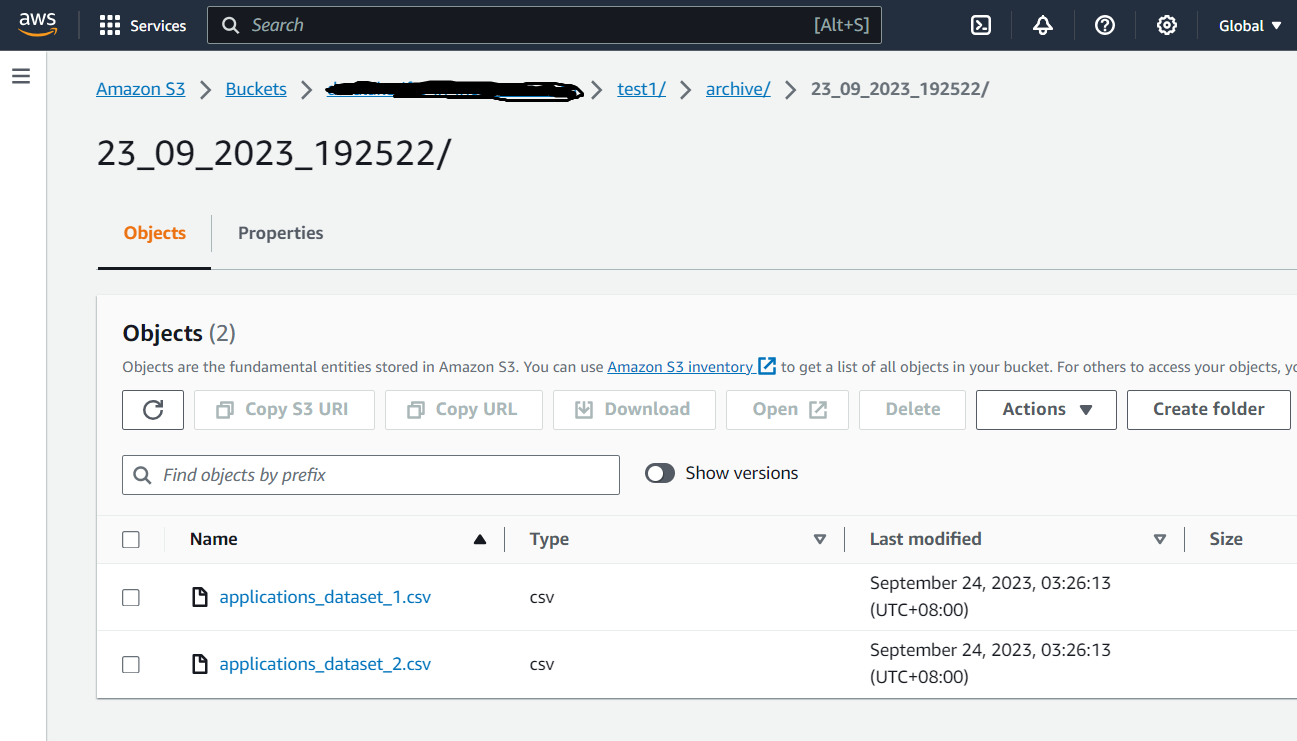 aws Services Search [Alt+S] Global
Amazon S3 Buckets test1/ archive/ 23_09_2023_192522/
23_09_2023_192522/
Objects Properties
Objects (2)
Objects are the fundamental entities stored in Amazon S3. You can use Amazon S3 inventory to get a list of all objects in your bucket. For others to access your objects,
Copy S3 URI Copy URL Download Open Delete Actions Create folder
Find objects by prefix Show versions
Name Type Last modified Size
applications_dataset_1.csv csv September 24, 2023, 03:26:13
(UTC+08:00)
applications_dataset_2.csv csv September 24, 2023, 03:26:13
(UTC+08:00)